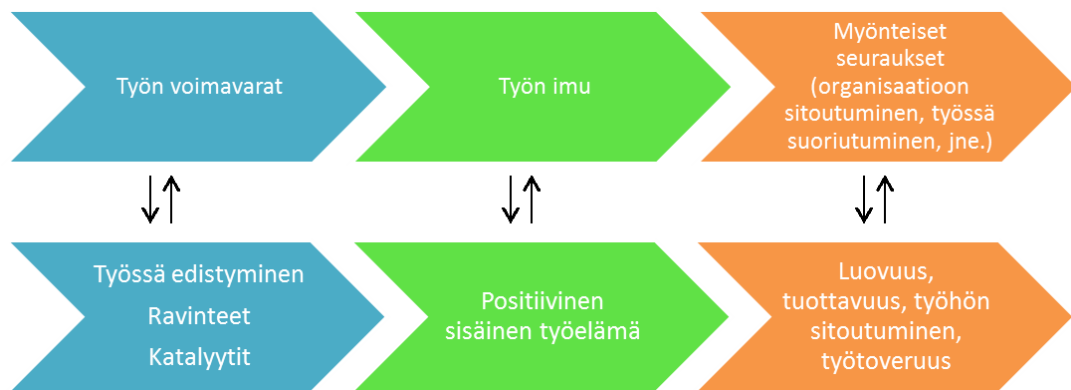 Työn voimavarat
Työn imu
Myönteiset
seuraukset
(organisaatioon
sitoutuminen, työssä
suoriutuminen, jne.)
Työssä edistyminen
Ravinteet
Katalyytit
Positiivinen
sisäinen työelämä
Luovuus,
tuottavuus, työhön
sitoutuminen,
työtoveruus